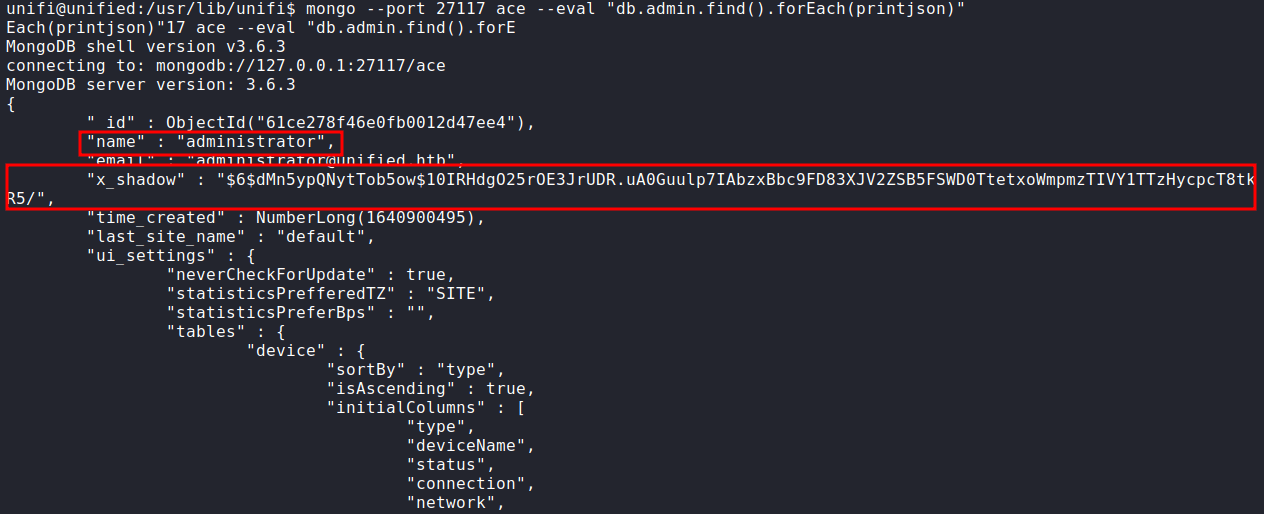 unifi@unified:/usr/lib/unifi$ mongo --port 27117 ace --eval "db.admin.find().forEach(printjson)"
Each(printjson)"17 ace --eval "db.admin.find().forE
MongoDB shell version v3.6.3
connecting to: mongodb://127.0.0.1:27117/ace
MongoDB server version: 3.6.3
{
"_id" : ObjectId("61ce278f46e0fb0012d47ee4"),
"name" : "administrator",
"email" : "administrator@unified.htb",
"x_shadow" : "$6$dMn5ypQNytTob5ow$10IRHdgO25rOE3JrUDR.uA0Guulp7IAbzxBbc9FD83XJV2ZSB5FSWD0TtetxoWmpmzTIVY1TTzHycpcT8tk
R5/",
"time_created" : NumberLong(1640900495),
"last_site_name" : "default",
"ui_settings" : {
"neverCheckForUpdate" : true,
"statisticsPrefferedTZ" : "SITE",
"statisticsPreferBps" : "",
"tables" : {
"device" : {
"sortBy" : "type",
"isAscending" : true,
"initialColumns" : [
"type",
"deviceName",
"status",
"connection",
"network",